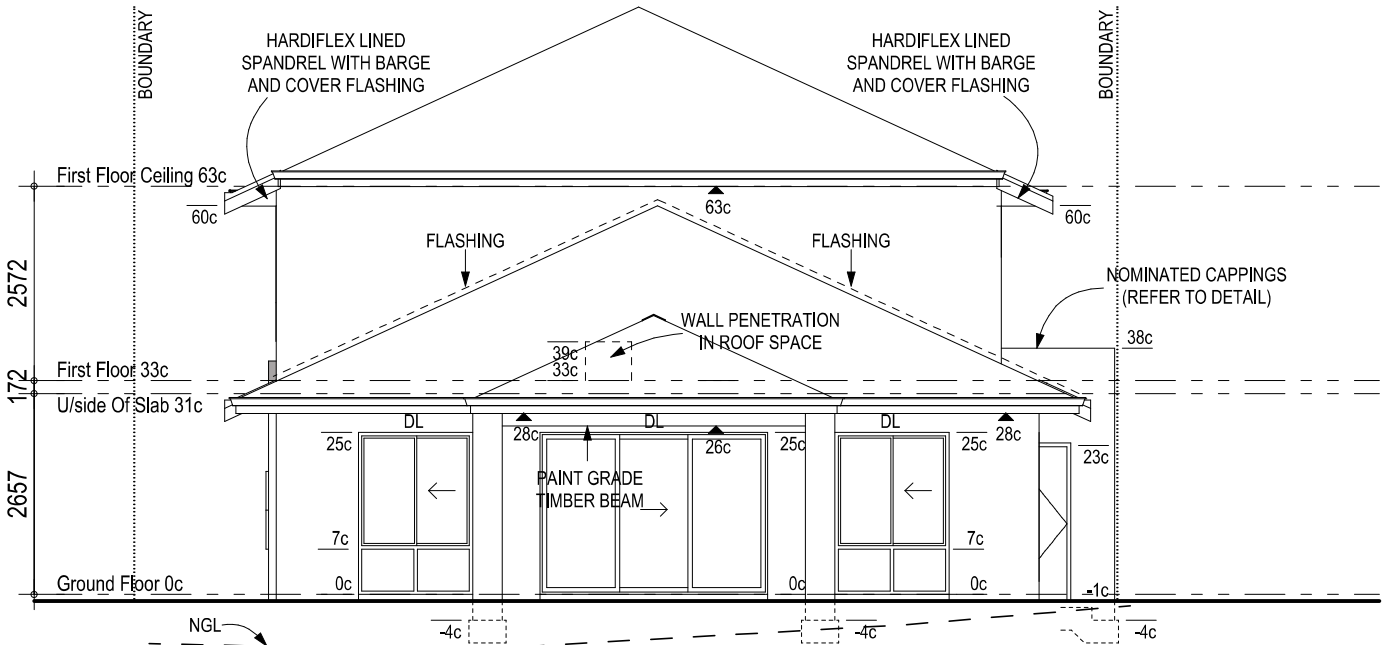 BOUNDARY
HARDIFLEX LINED
SPANDREL WITH BARGE
AND COVER FLASHING
HARDIFLEX LINED
SPANDREL WITH BARGE
AND COVER FLASHING
BOUNDARY
First Floor Ceiling 63c
60c
63c
60c
FLASHING
FLASHING
2572
NOMINATED CAPPINGS
(REFER TO DETAIL)
WALL PENETRATION
IN ROOF SPACE
38c
39c
33c
First Floor 33c
172
U/side Of Slab 31c
DL
DL
DL
28c
26c
28c
25c
25c
25c
23c
PAINT GRADE
TIMBER BEAM
2657
7c
7c
Ground Floor 0c
0c
0c
0c
-1c
NGL
-4c
-4c
-4c